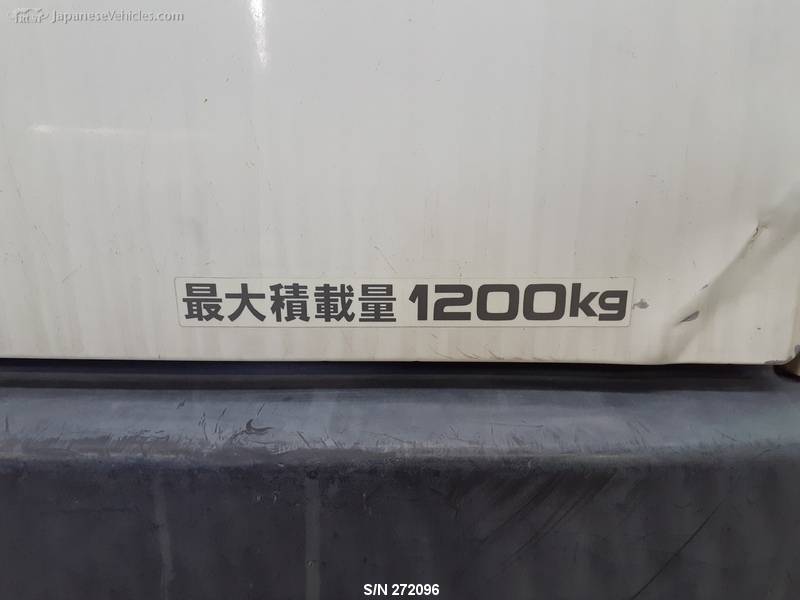 JapaneseVehicles.com
最大積載量 1200kg
S/N 272096